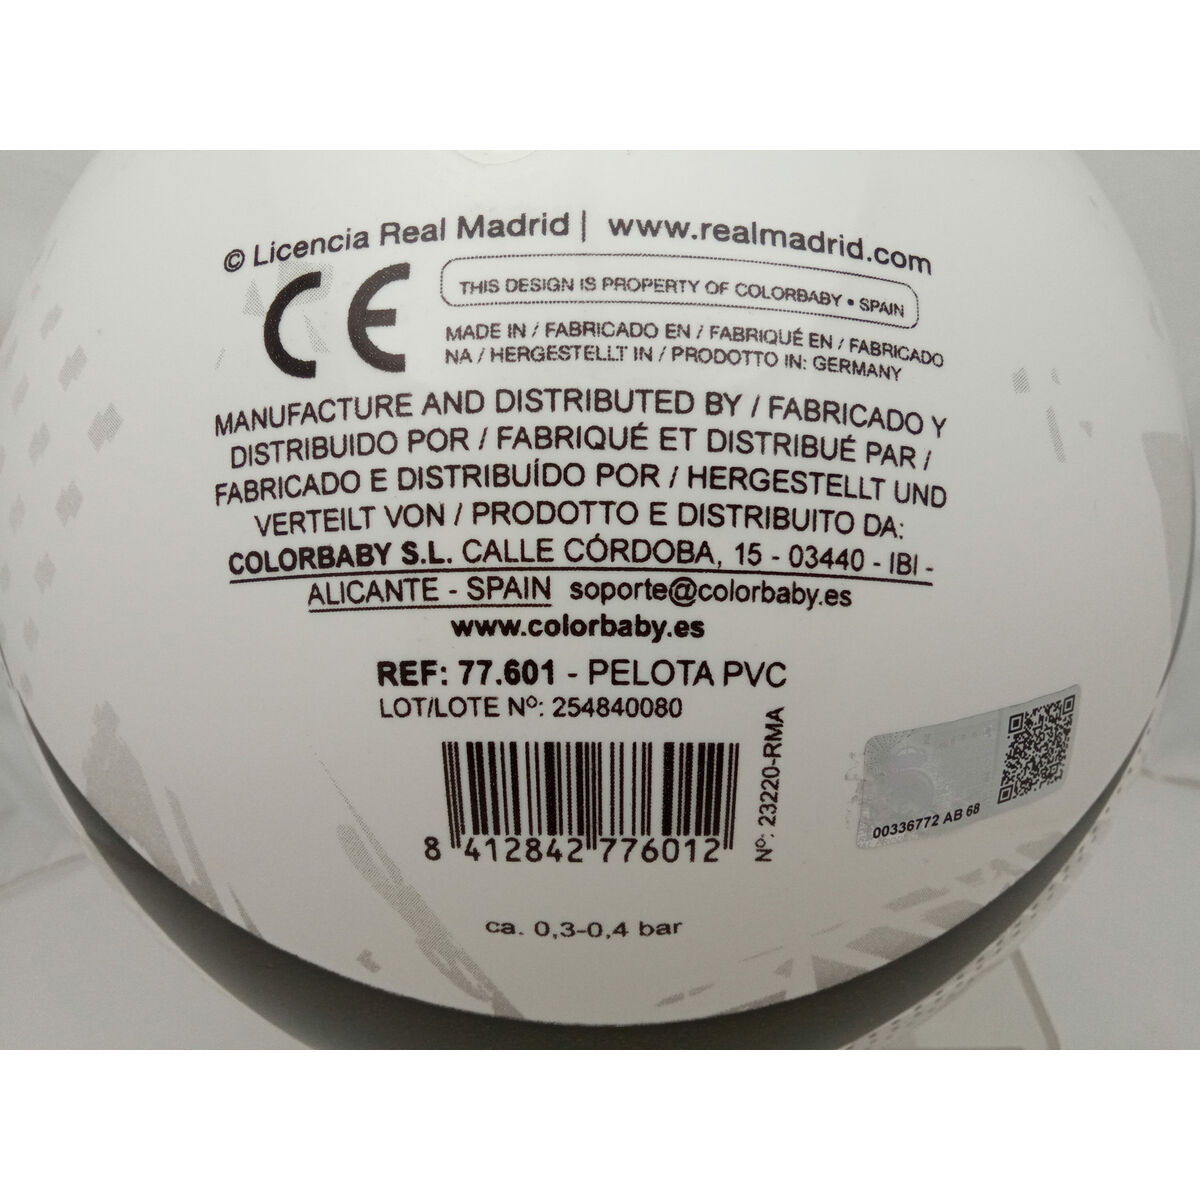 © Licencia Real Madrid | www.realmadrid.com
CE
THIS DESIGN IS PROPERTY OF COLORBABY • SPAIN
MADE IN / FABRICADO EN / FABRIQUÉ EN / FABRICADO
NA / HERGESTELLT IN / PRODOTTO IN: GERMANY
MANUFACTURE AND DISTRIBUTED BY / FABRICADO Y
DISTRIBUIDO POR / FABRIQUÉ ET DISTRIBUÉ PAR /
FABRICADO E DISTRIBUÍDO POR / HERGESTELLT UND
VERTEILT VON / PRODOTTO E DISTRIBUITO DA:
COLORBABY S.L. CALLE CÓRDOBA, 15 - 03440 - IBI -
ALICANTE - SPAIN soporte@colorbaby.es
www.colorbaby.es
REF: 77.601 - PELOTA PVC
LOT/LOTE Nº: 254840080
8 412842 776012
Nº: 23220-RMA
00336772 AB 68
ca. 0,3-0,4 bar